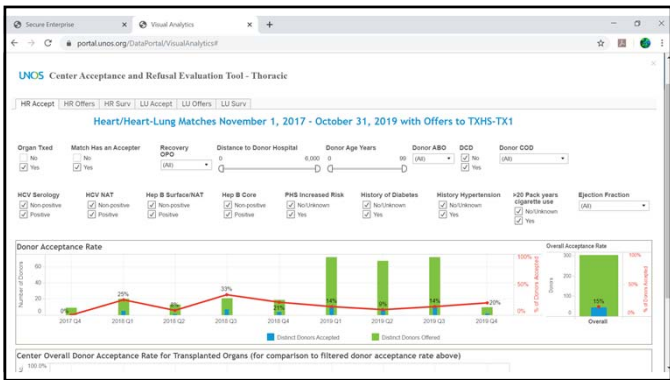 Secure Enterprise × Visual Analytics × +
portal.unos.org/DataPortal/VisualAnalytics#
UNOS Center Acceptance and Refusal Evaluation Tool - Thoracic
HR Accept HR Offers HR Surv LU Accept LU Offers LU Surv
Heart/Heart-Lung Matches November 1, 2017 - October 31, 2019 with Offers to TXHS-TX1
Organ Txed Match Has an Accepter Recovery OPO Distance to Donor Hospital Donor Age Years Donor ABO DCD Donor COD
No No (All) 0 6,000 0 99 (All) No (All)
Yes Yes Yes
HCV Serology HCV NAT Hep B Surface/NAT Hep B Core PHS Increased Risk History of Diabetes History Hypertension >20 Pack years cigarette use Ejection Fraction
Non-positive Non-positive Non-positive Non-positive No/Unknown No/Unknown No/Unknown No/Unknown (All)
Positive Positive Positive Positive Yes Yes Yes Yes
Donor Acceptance Rate
Overall Acceptance Rate
Number of Donors
60
40
20
0
0% 25% 33% 21% 14% 9% 14% 20%
100%
50%
0%
% of Donors Accepted
2017 Q4 2018 Q1 2018 Q2 2018 Q3 2018 Q4 2019 Q1 2019 Q2 2019 Q3 2019 Q4
Distinct Donors Accepted Distinct Donors Offered
Donors
300
200
100
0
15%
100%
50%
0%
% of Donors Accepted
Overall
Center Overall Donor Acceptance Rate for Transplanted Organs (for comparison to filtered donor acceptance rate above)
100.0%